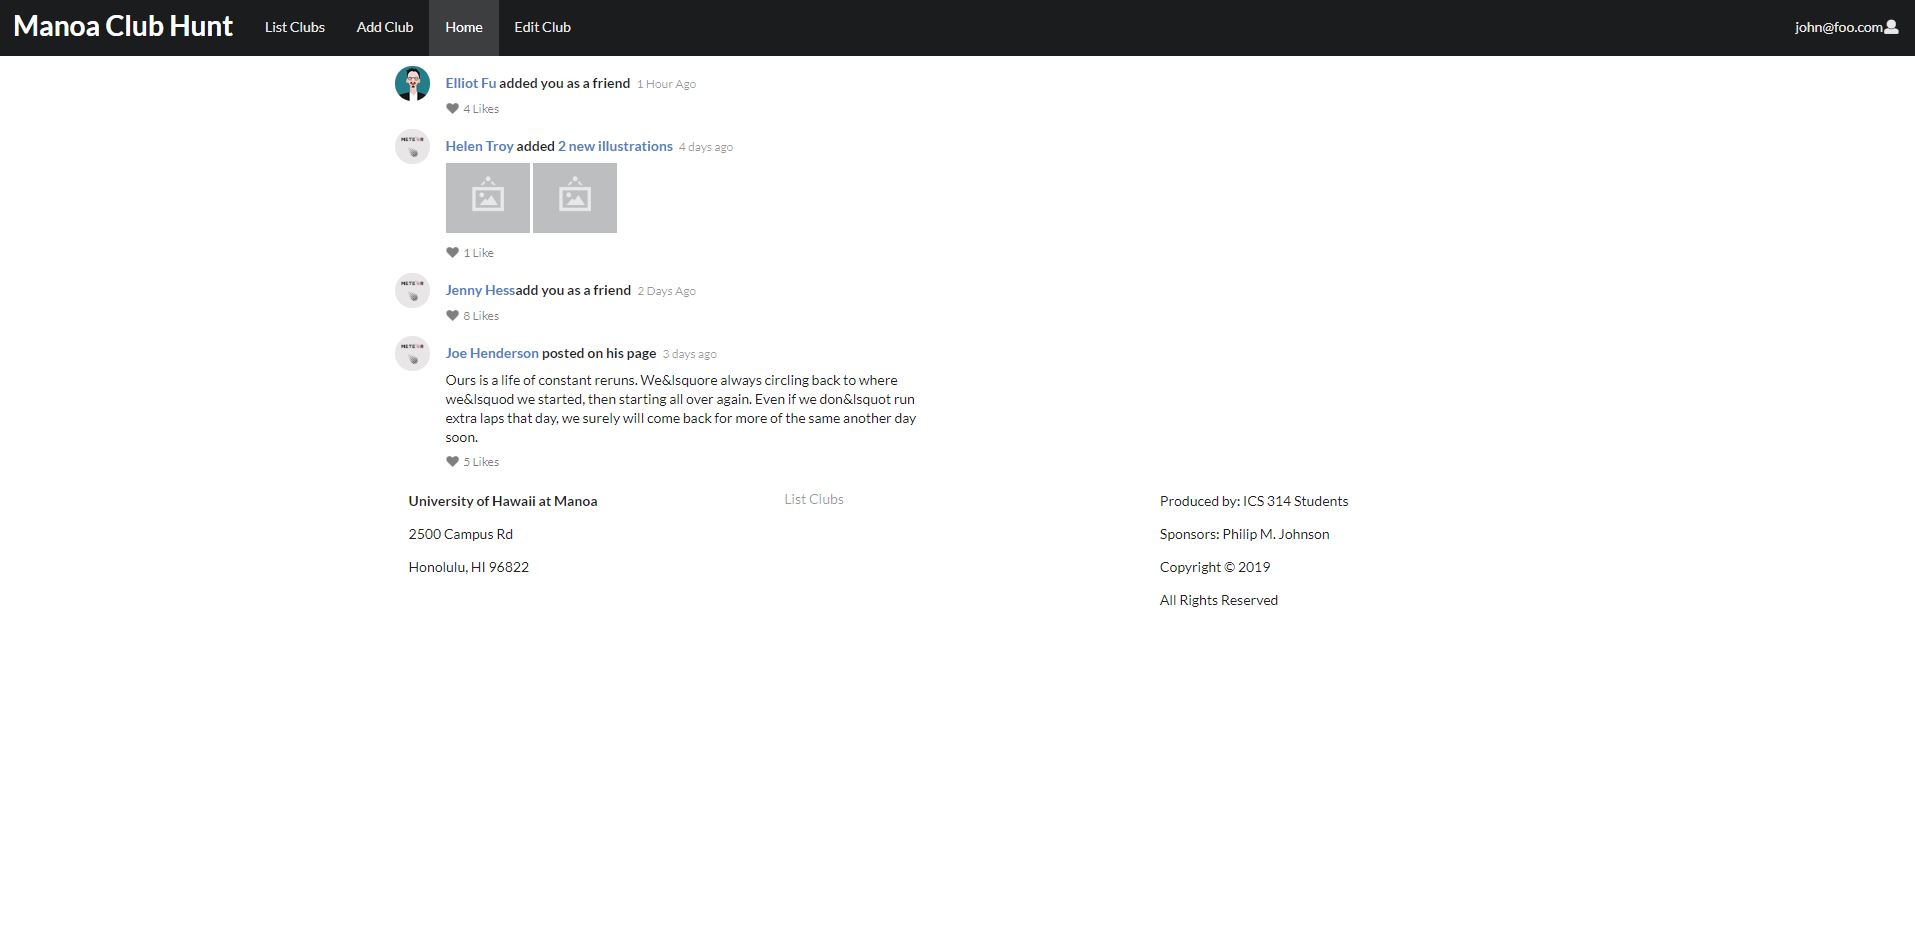 Manoa Club Hunt List Clubs Add Club Home Edit Club john@foo.com
Elliot Fu added you as a friend 1 Hour Ago
4 Likes
METEOR
Helen Troy added 2 new illustrations 4 days ago
1 Like
METEOR
Jenny Hessadd you as a friend 2 Days Ago
8 Likes
METEOR
Joe Henderson posted on his page 3 days ago
Ours is a life of constant reruns. We&lsquore always circling back to where
we&lsquod we started, then starting all over again. Even if we don&lsquot run
extra laps that day, we surely will come back for more of the same another day
soon.
5 Likes
University of Hawaii at Manoa
2500 Campus Rd
Honolulu, HI 96822
List Clubs
Produced by: ICS 314 Students
Sponsors: Philip M. Johnson
Copyright © 2019
All Rights Reserved